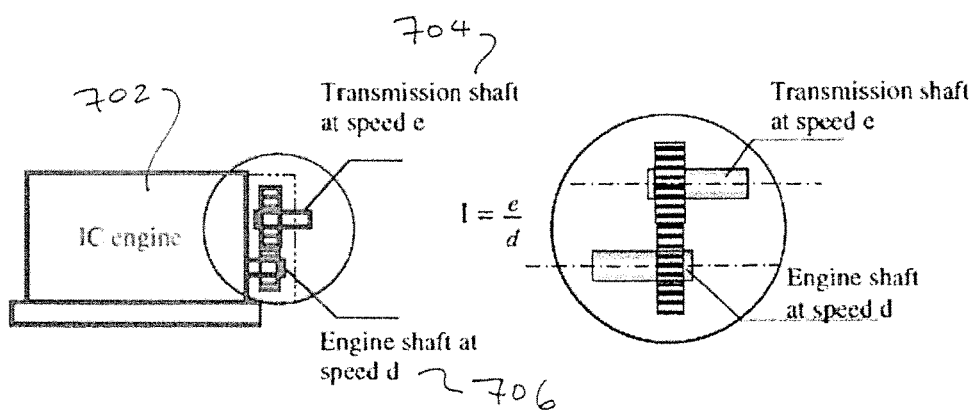 704
702
Transmission shaft
at speed e
Transmission shaft
at speed e
IC engine
I = e/d
Engine shaft
at speed d
Engine shaft at
speed d
706